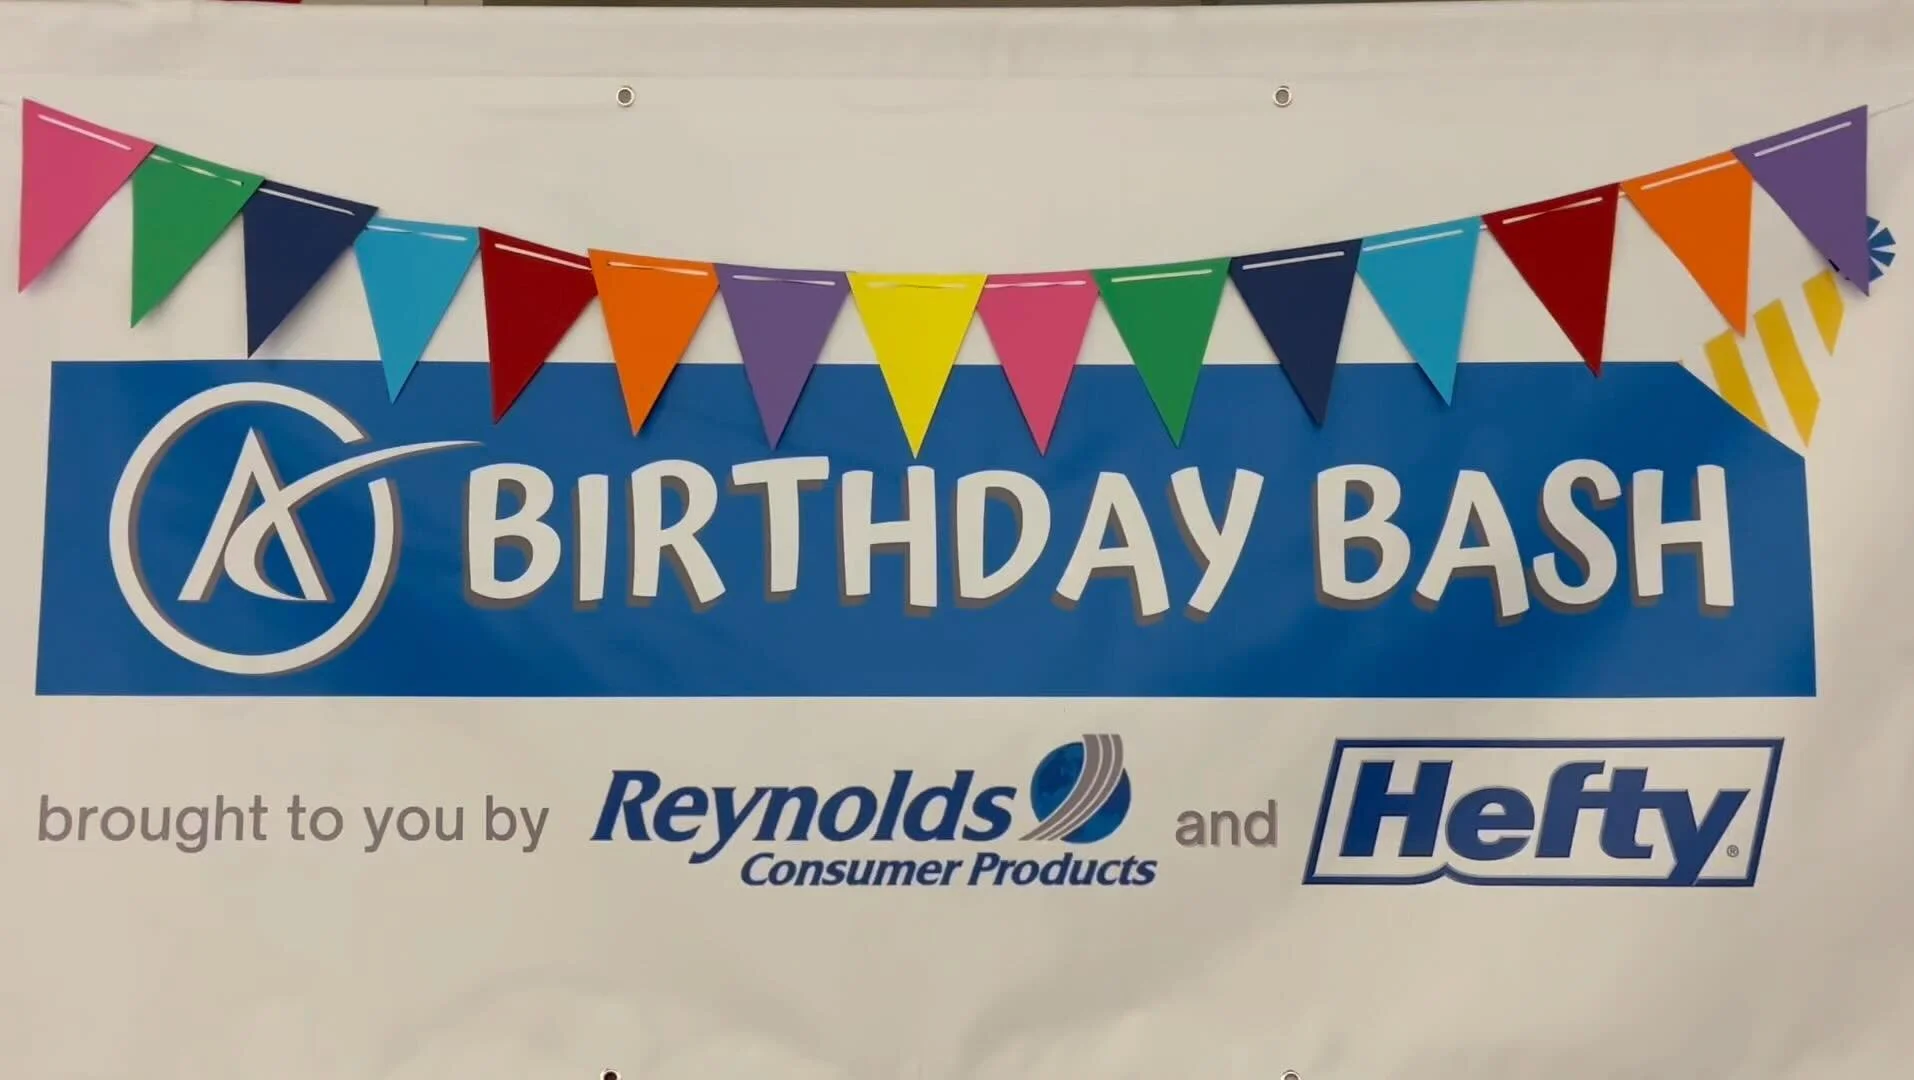 A BIRTHDAY BASH
brought to you by Reynolds Consumer Products and Hefty®